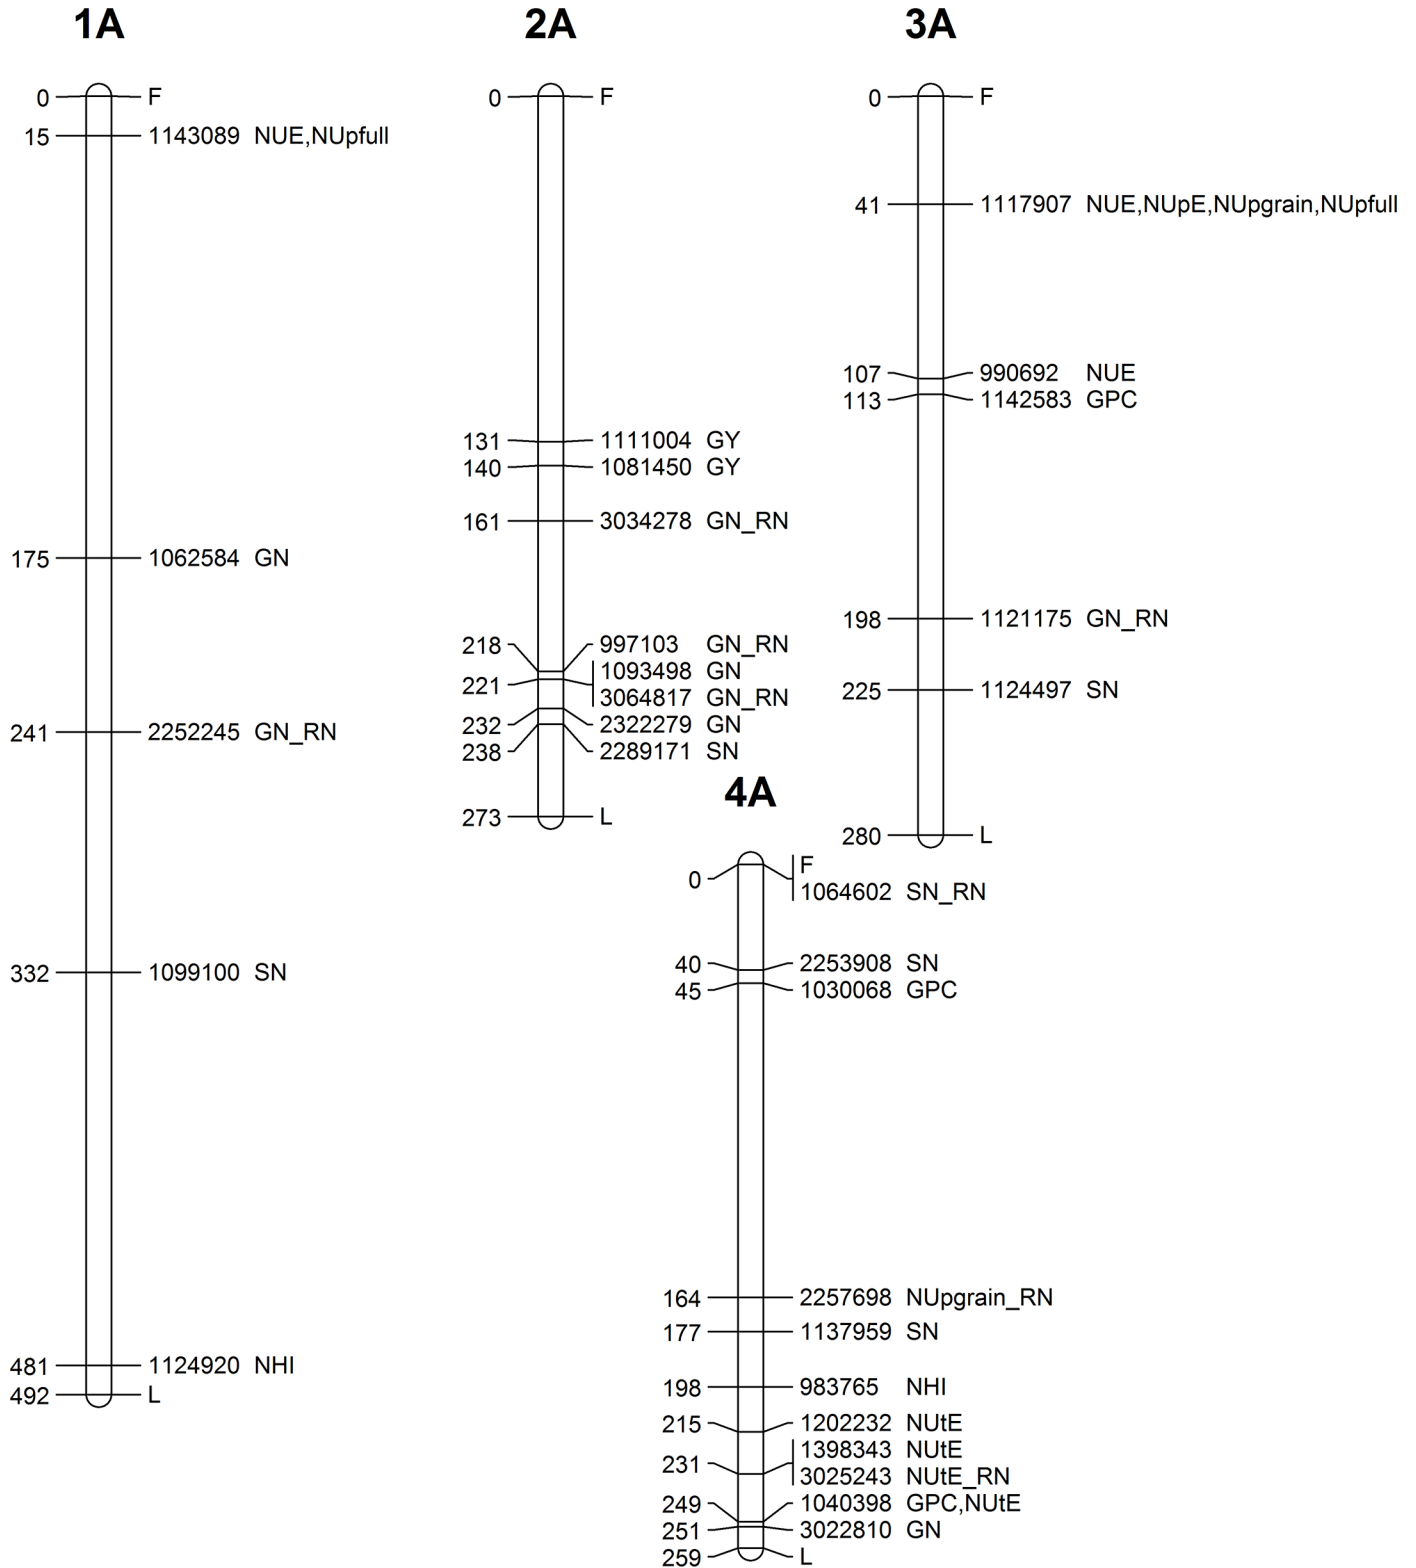 1A
0 F
15 1143089 NUE,NUpfull
175 1062584 GN
241 2252245 GN_RN
332 1099100 SN
481 1124920 NHI
492 L
2A
0 F
131 1111004 GY
140 1081450 GY
161 3034278 GN_RN
218 997103 GN_RN
221 1093498 GN
3064817 GN_RN
232 2322279 GN
238 2289171 SN
273 L
3A
0 F
41 1117907 NUE,NUpE,NUpgrain,NUpfull
107 990692 NUE
113 1142583 GPC
198 1121175 GN_RN
225 1124497 SN
280 L
4A
0 F
1064602 SN_RN
40 2253908 SN
45 1030068 GPC
164 2257698 NUpgrain_RN
177 1137959 SN
198 983765 NHI
215 1202232 NUtE
231 1398343 NUtE
3025243 NUtE_RN
249 1040398 GPC,NUtE
251 3022810 GN
259 L